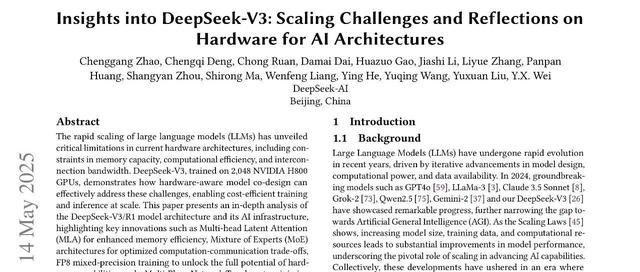 Insights into DeepSeek-V3: Scaling Challenges and Reflections on
Hardware for AI Architectures
Chenggang Zhao, Chengqi Deng, Chong Ruan, Damai Dai, Huazuo Gao, Jiashi Li, Liyue Zhang, Panpan
Huang, Shangyan Zhou, Shirong Ma, Wenfeng Liang, Ying He, Yuqing Wang, Yuxuan Liu, Y.X. Wei
DeepSeek-AI
Beijing, China
14 May 2025
Abstract
The rapid scaling of large language models (LLMs) has unveiled
critical limitations in current hardware architectures, including con-
straints in memory capacity, computational efficiency, and intercon-
nection bandwidth. DeepSeek-V3, trained on 2,048 NVIDIA H800
GPUs, demonstrates how hardware-aware model co-design can
effectively address these challenges, enabling cost-efficient training
and inference at scale. This paper presents an in-depth analysis of
the DeepSeek-V3/R1 model architecture and its AI infrastructure,
highlighting key innovations such as Multi-head Latent Attention
(MLA) for enhanced memory efficiency, Mixture of Experts (MoE)
architectures for optimized computation-communication trade-offs,
FP8 mixed-precision training to unlock the full potential of hard-
1 Introduction
1.1 Background
Large Language Models (LLMs) have undergone rapid evolution
in recent years, driven by iterative advancements in model design,
computational power, and data availability. In 2024, groundbreak-
ing models such as GPT4o [59], LLaMa-3 [3], Claude 3.5 Sonnet [8],
Grok-2 [73], Qwen2.5 [75], Gemini-2 [37] and our DeepSeek-V3 [26]
have showcased remarkable progress, further narrowing the gap to-
wards Artificial General Intelligence (AGI). As the Scaling Laws [45]
shows, increasing model size, training data, and computational re-
sources leads to substantial improvements in model performance,
underscoring the pivotal role of scaling in advancing AI capabilities.
Collectively, these developments have ushered in an era where